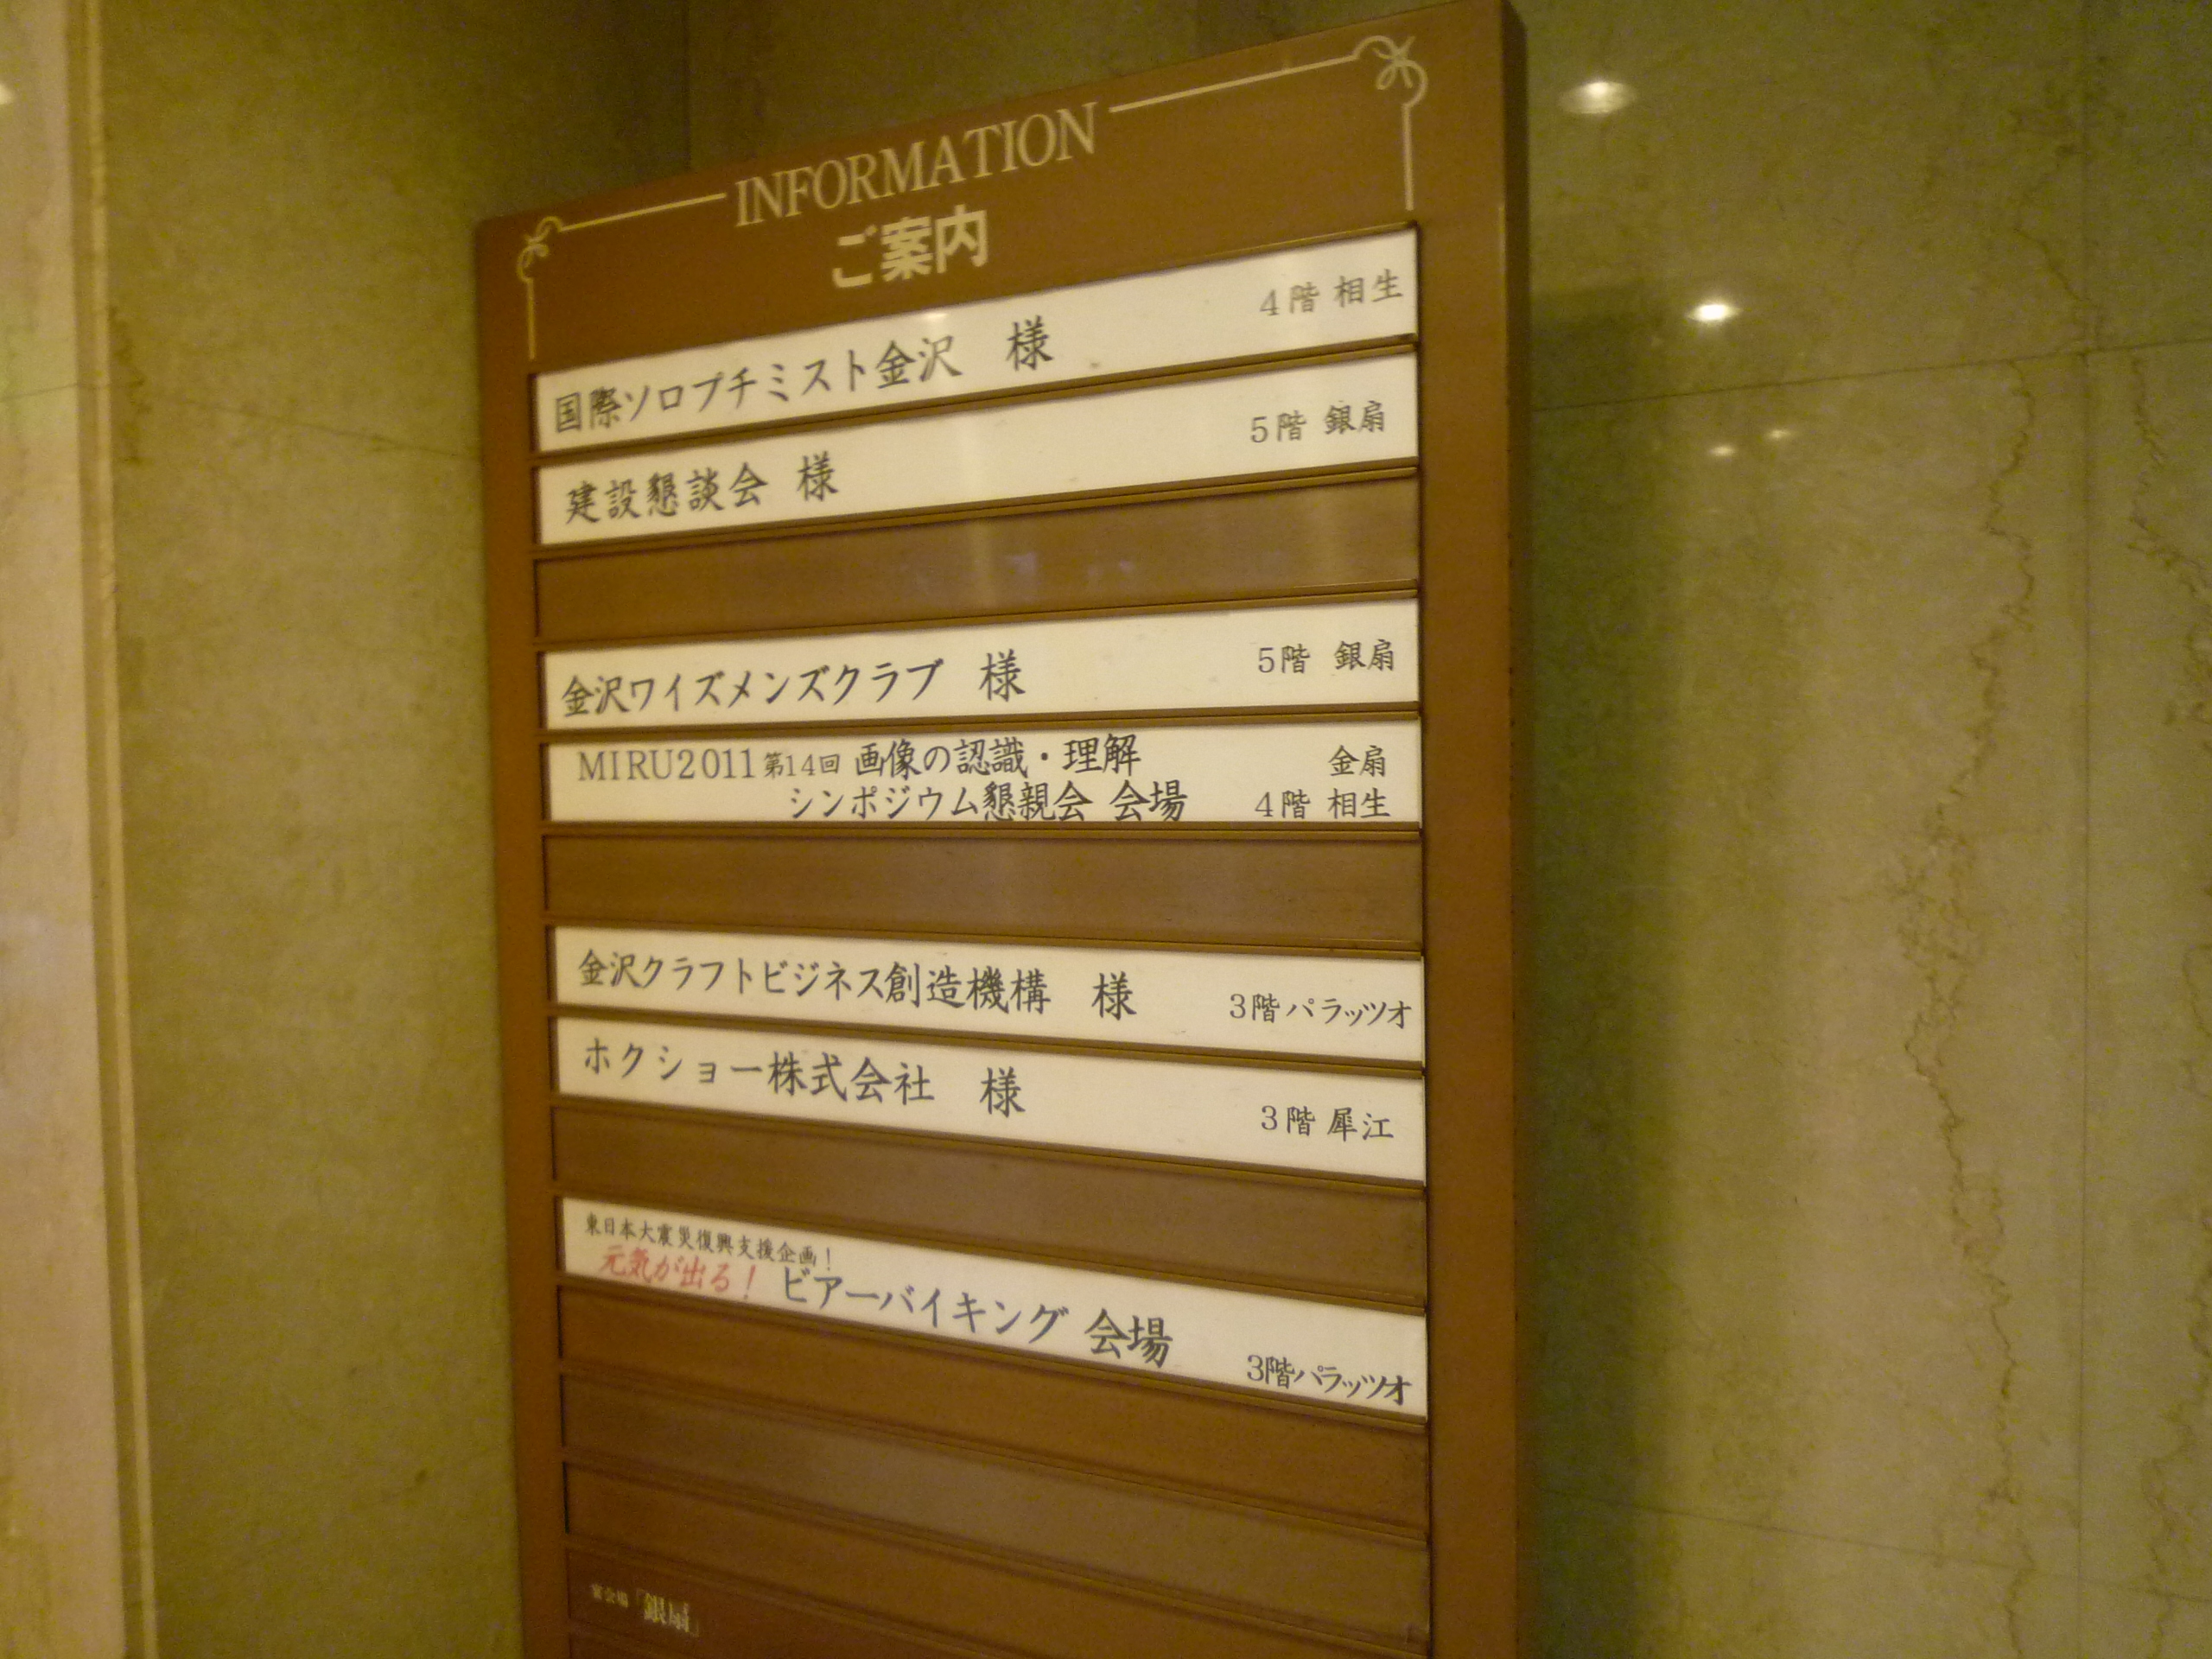 INFORMATION
ご案内
国際ソロプチミスト金沢 様 4階 相生
建設懇談会 様 5階 銀扇
金沢ワイズメンズクラブ 様 5階 銀扇
MIRU2011 第14回 画像の認識・理解 金扇
シンポジウム懇親会 会場 4階 相生
金沢クラフトビジネス創造機構 様 3階 パラッツオ
ホクショー株式会社 様 3階 犀江
東日本大震災復興支援企画!
元気が出る! ビアーバイキング 会場 3階パラッツオ
宴会場「銀扇」